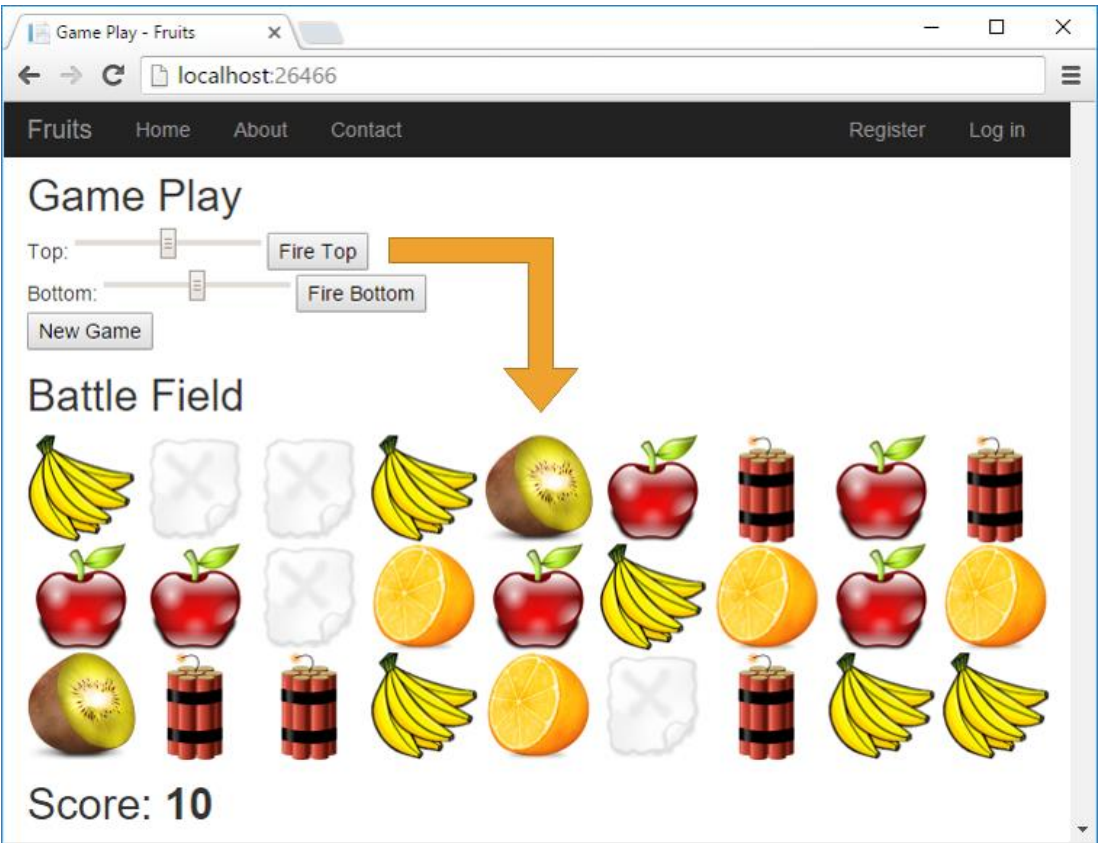 Game Play - Fruits
localhost:26466
Fruits Home About Contact Register Log in
Game Play
Top: Fire Top
Bottom: Fire Bottom
New Game
Battle Field
Score: 10